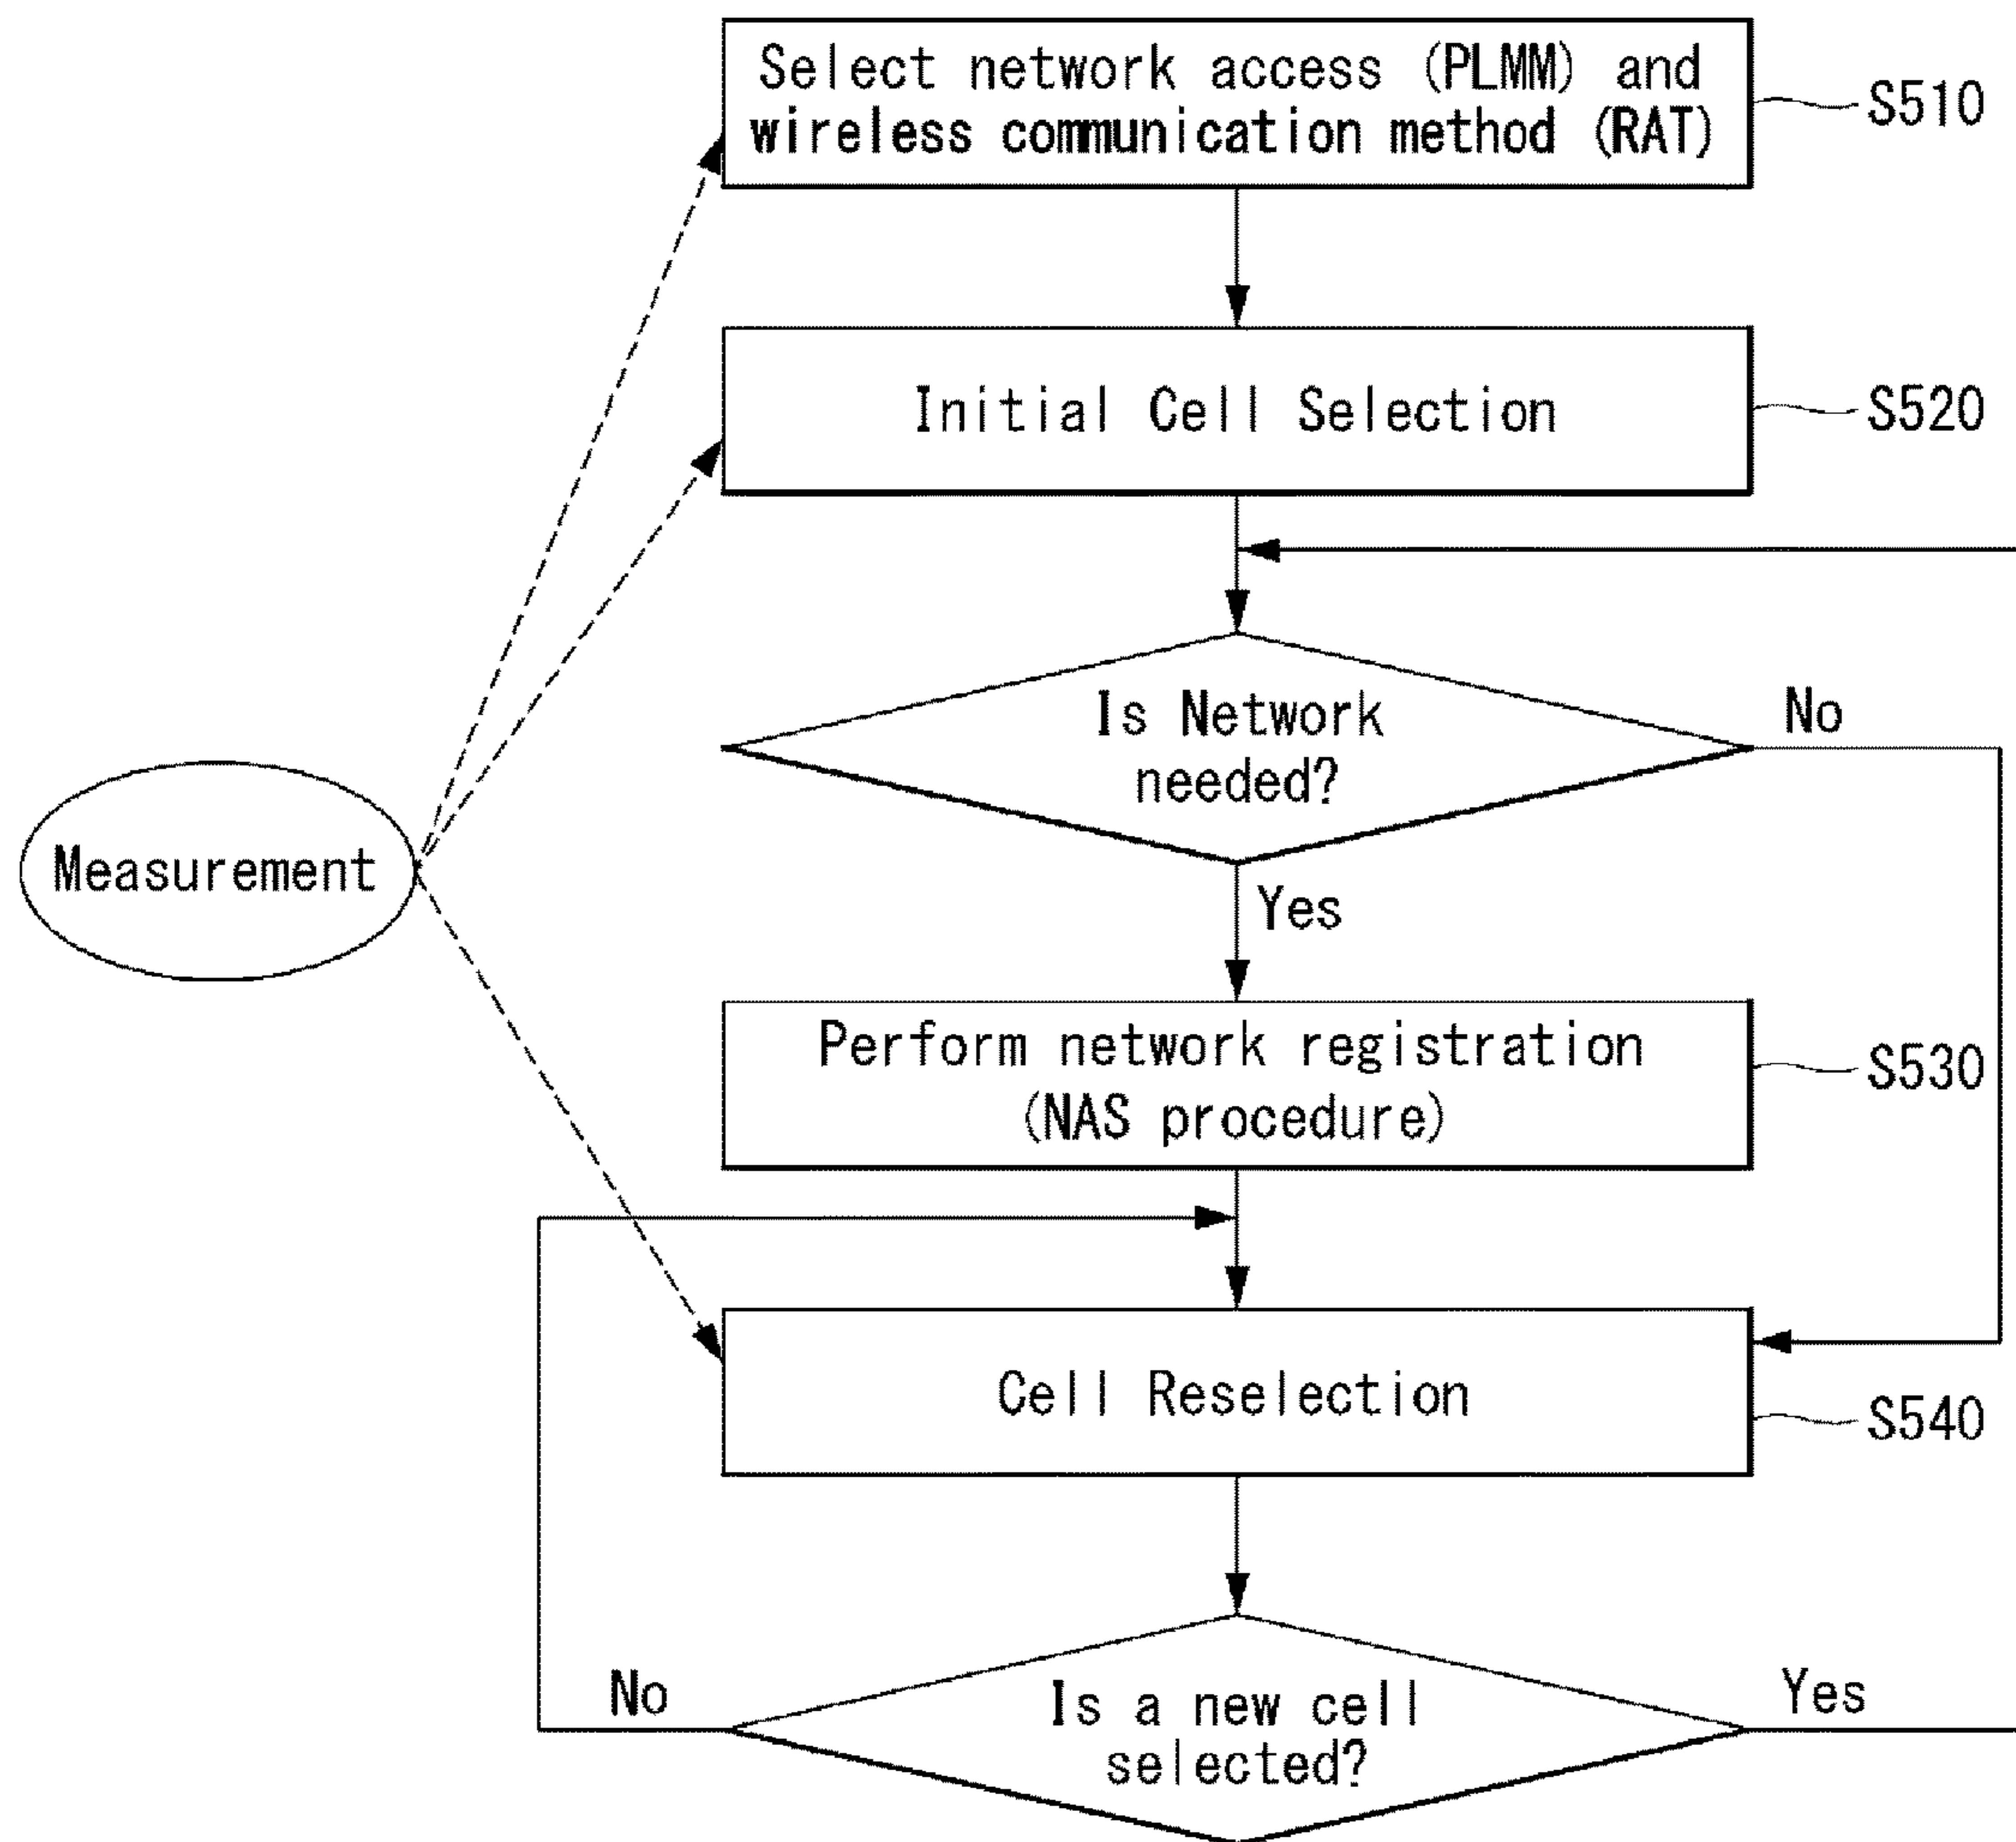 Select network access (PLMM) and
wireless communication method (RAT)
S510
Initial Cell Selection
S520
Is Network
needed?
No
Yes
Measurement
Perform network registration
(NAS procedure)
S530
Cell Reselection
S540
Is a new cell
selected?
No
Yes